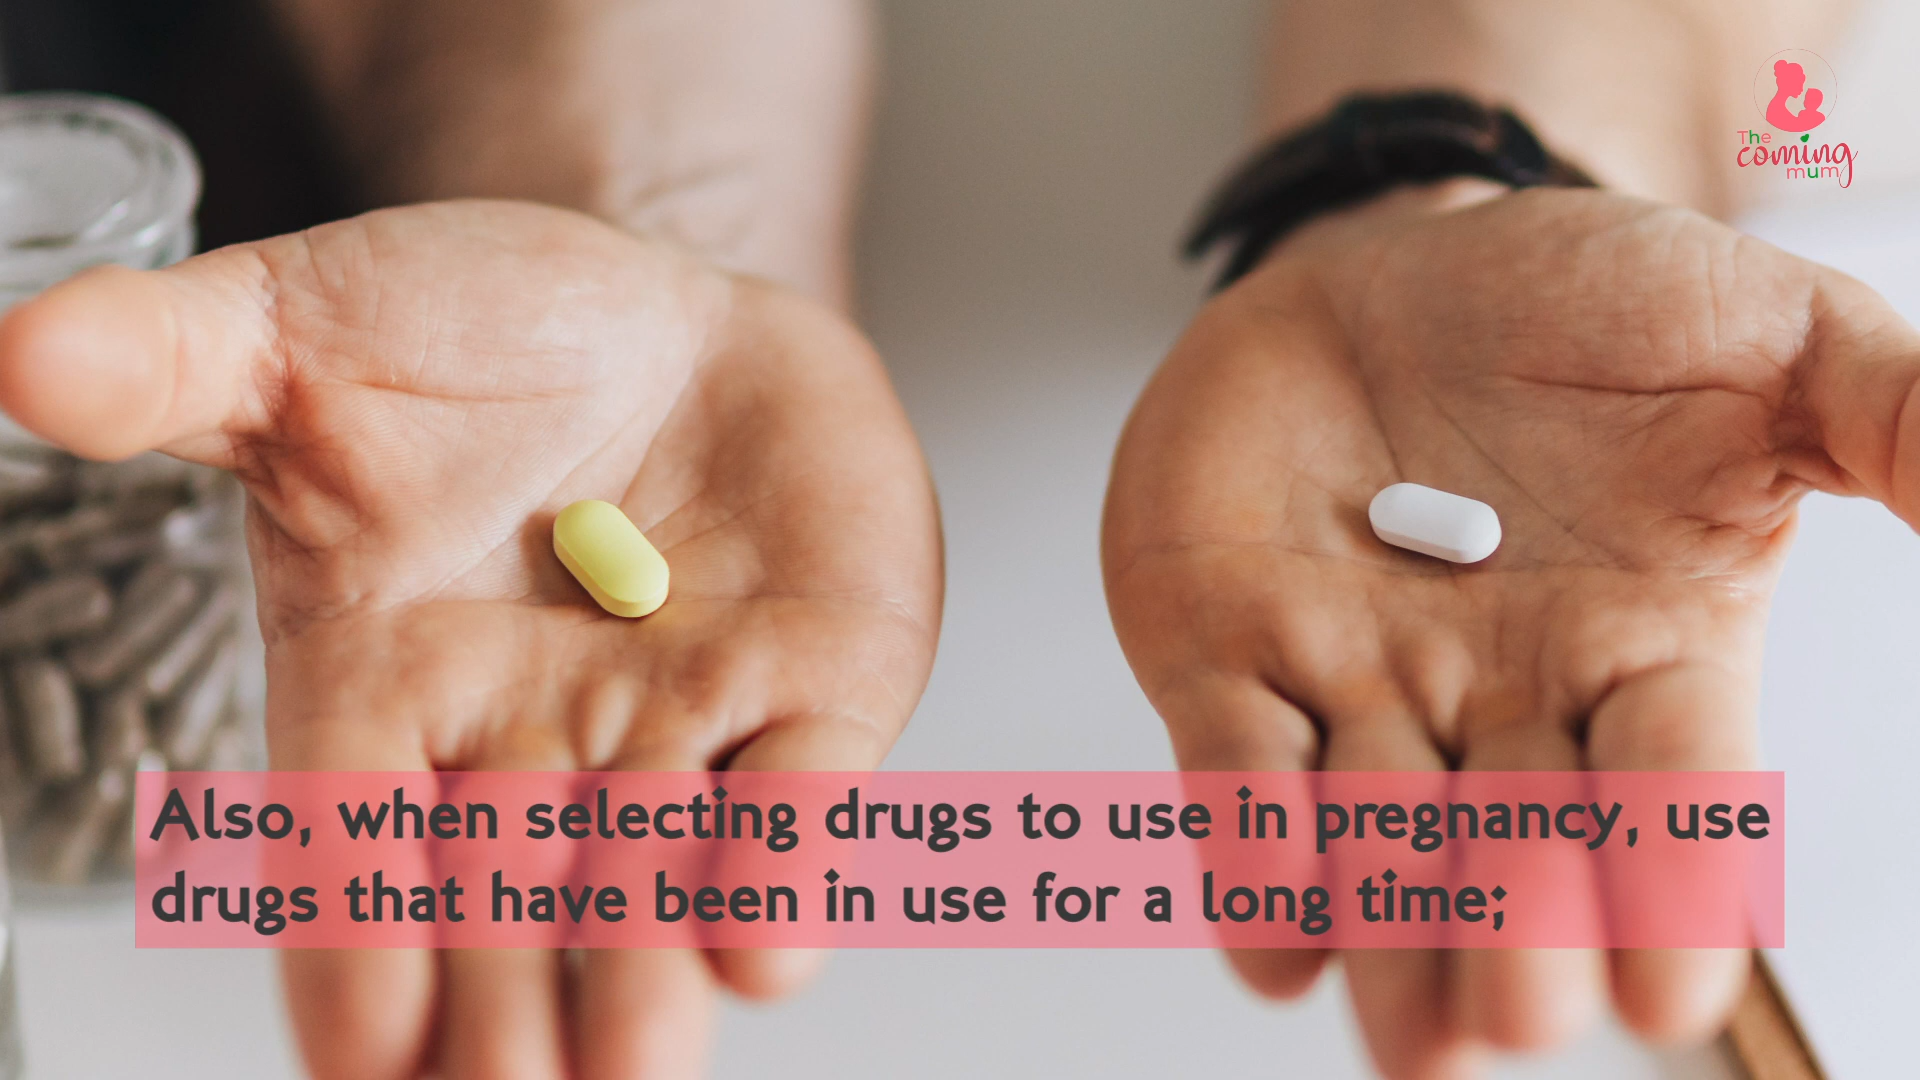 The
coming
mum
Also, when selecting drugs to use in pregnancy, use
drugs that have been in use for a long time;